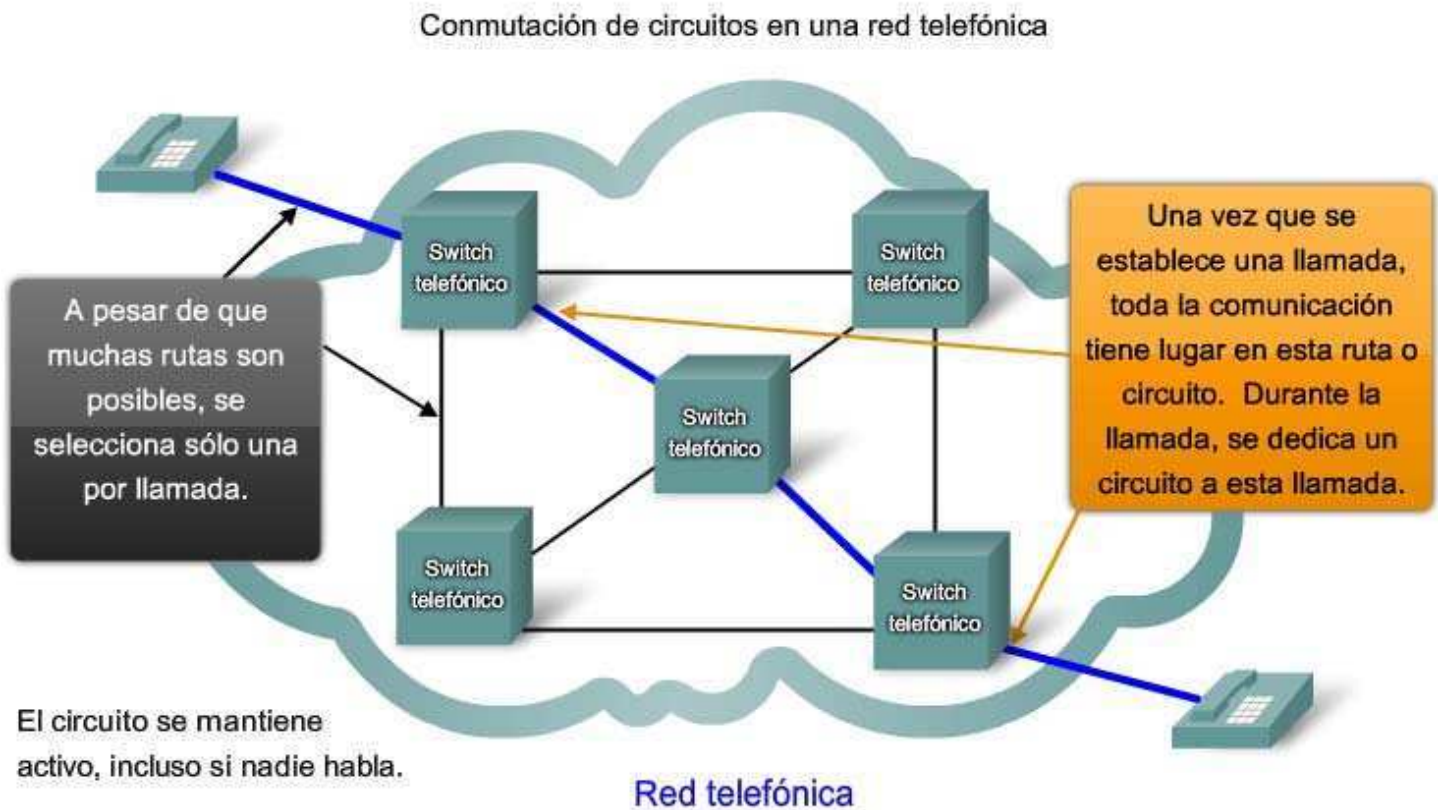 Conmutación de circuitos en una red telefónica
Switch
telefónico
Switch
telefónico
A pesar de que
muchas rutas son
posibles, se
selecciona sólo una
por llamada.
Una vez que se
establece una llamada,
toda la comunicación
tiene lugar en esta ruta o
circuito. Durante la
llamada, se dedica un
circuito a esta llamada.
Switch
telefónico
Switch
telefónico
Switch
telefónico
El circuito se mantiene
activo, incluso si nadie habla.
Red telefónica